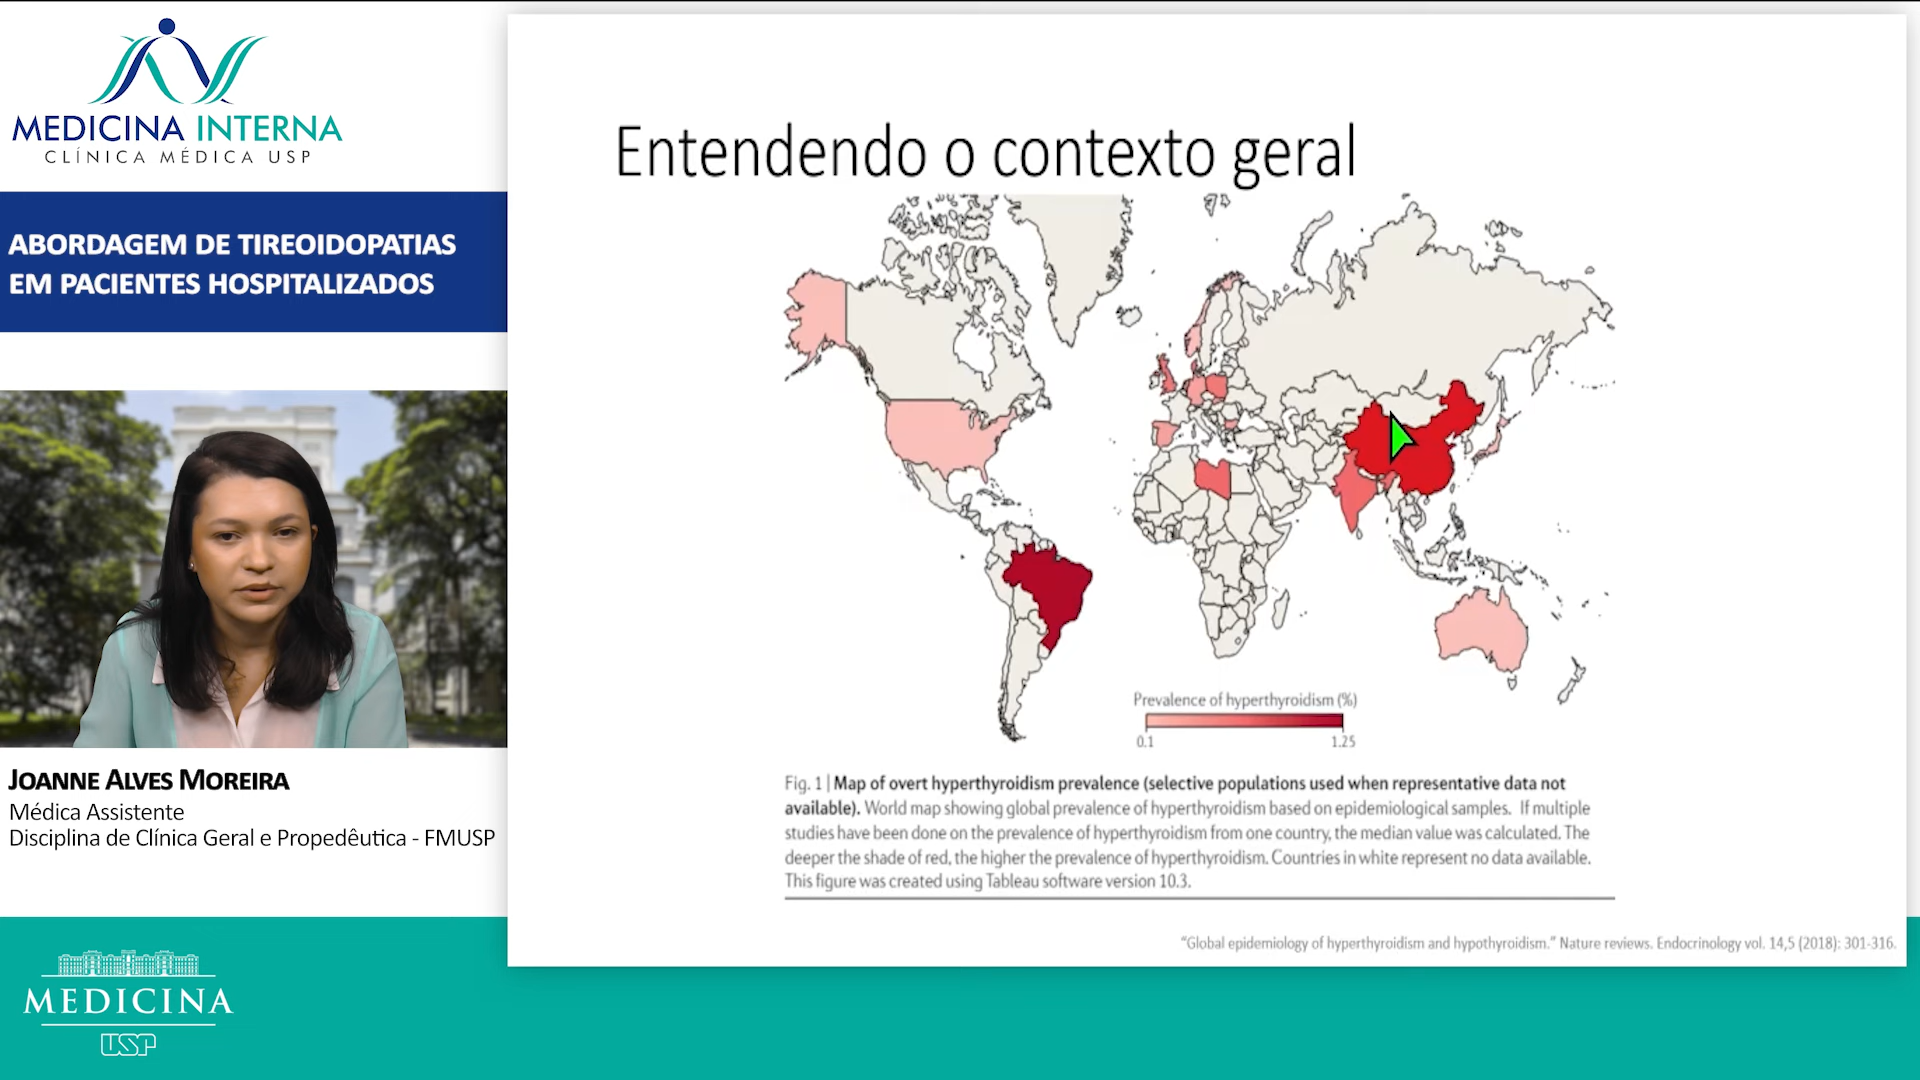 MEDICINA INTERNA
CLÍNICA MÉDICA USP
ABORDAGEM DE TIREOIDOPATIAS
EM PACIENTES HOSPITALIZADOS
JOANNE ALVES MOREIRA
Médica Assistente
Disciplina de Clínica Geral e Propedêutica - FMUSP
MEDICINA
USP
Entendendo o contexto geral
Prevalence of hyperthyroidism (%)
0.1 1.25
Fig. 1 | Map of overt hyperthyroidism prevalence (selective populations used when representative data not
available). World map showing global prevalence of hyperthyroidism based on epidemiological samples. If multiple
studies have been done on the prevalence of hyperthyroidism from one country, the median value was calculated. The
deeper the shade of red, the higher the prevalence of hyperthyroidism. Countries in white represent no data available.
This figure was created using Tableau software version 10.3.
“Global epidemiology of hyperthyroidism and hypothyroidism.” Nature reviews. Endocrinology vol. 14,5 (2018): 301-316.